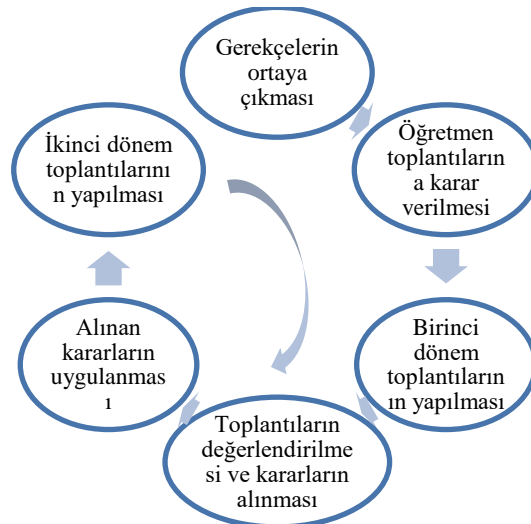 Gerekçelerin
ortaya
çıkması
Öğretmen
toplantıların
a karar
verilmesi
Birinci
dönem
toplantıların
ın yapılması
Toplantıların
değerlendirilme
si ve kararların
alınması
Alınan
kararların
uygulanmas
ı
İkinci dönem
toplantılarını
n yapılması